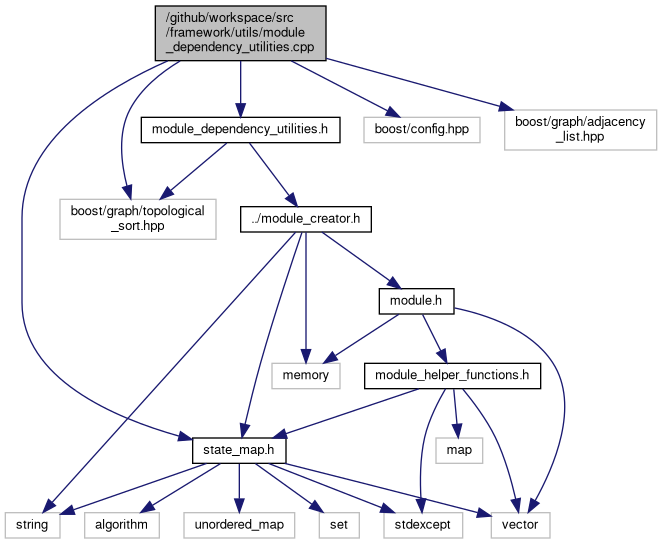 /github/workspace/src
/framework/utils/module
_dependency_utilities.cpp
module_dependency_utilities.h
boost/config.hpp
boost/graph/adjacency
_list.hpp
boost/graph/topological
_sort.hpp
../module_creator.h
module.h
memory
module_helper_functions.h
state_map.h
map
string
algorithm
unordered_map
set
stdexcept
vector